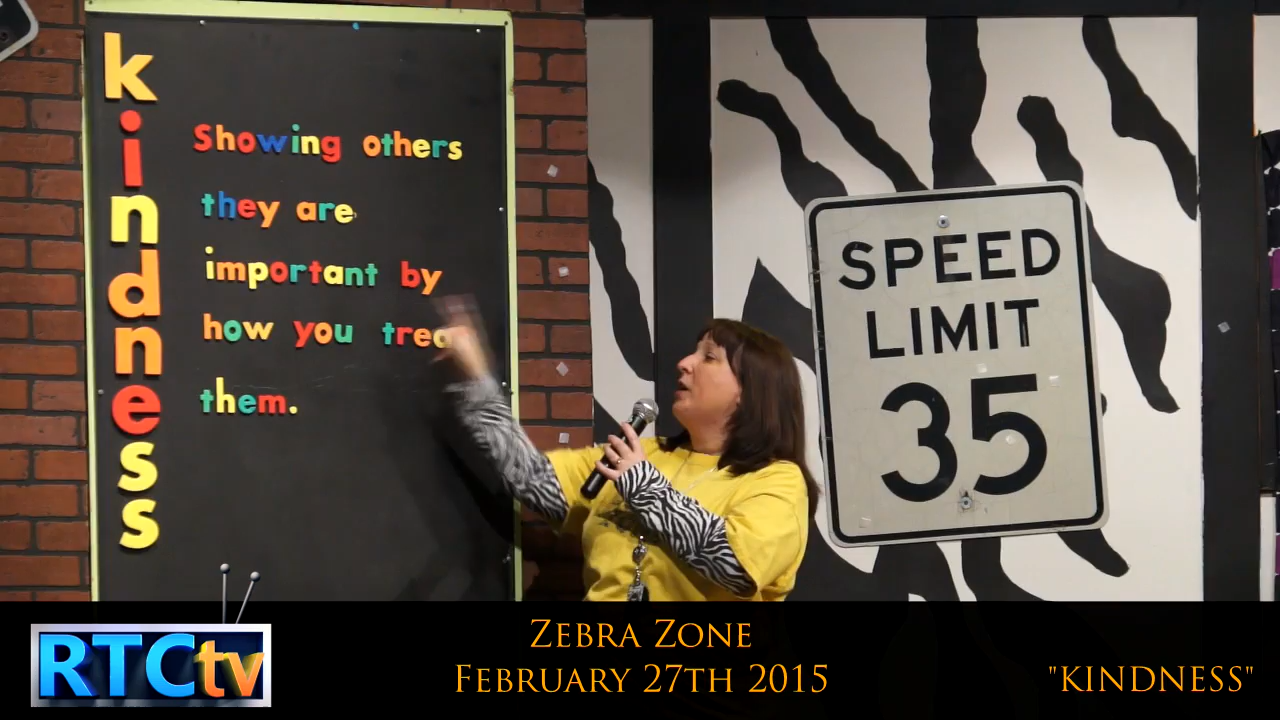 kindness
Showing others
they are
important by
how you trea
them.
SPEED
LIMIT
35
RTCtv
ZEBRA ZONE
FEBRUARY 27TH 2015
"KINDNESS"